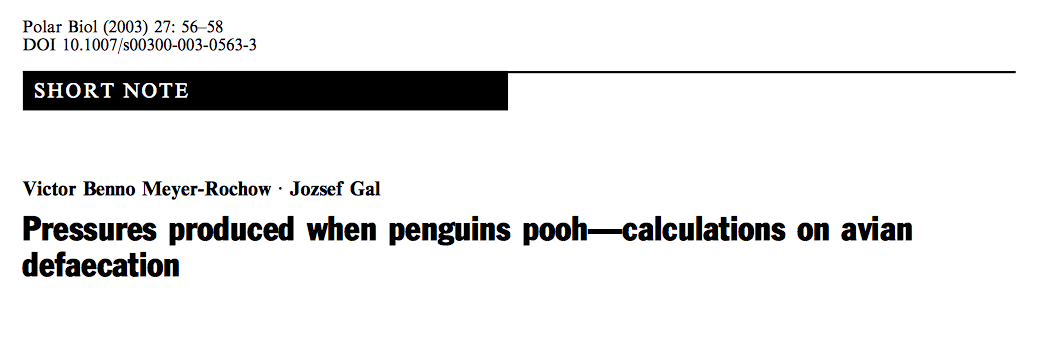 Polar Biol (2003) 27: 56–58
DOI 10.1007/s00300-003-0563-3
SHORT NOTE
Victor Benno Meyer-Rochow · Jozsef Gal
Pressures produced when penguins pooh—calculations on avian
defaecation